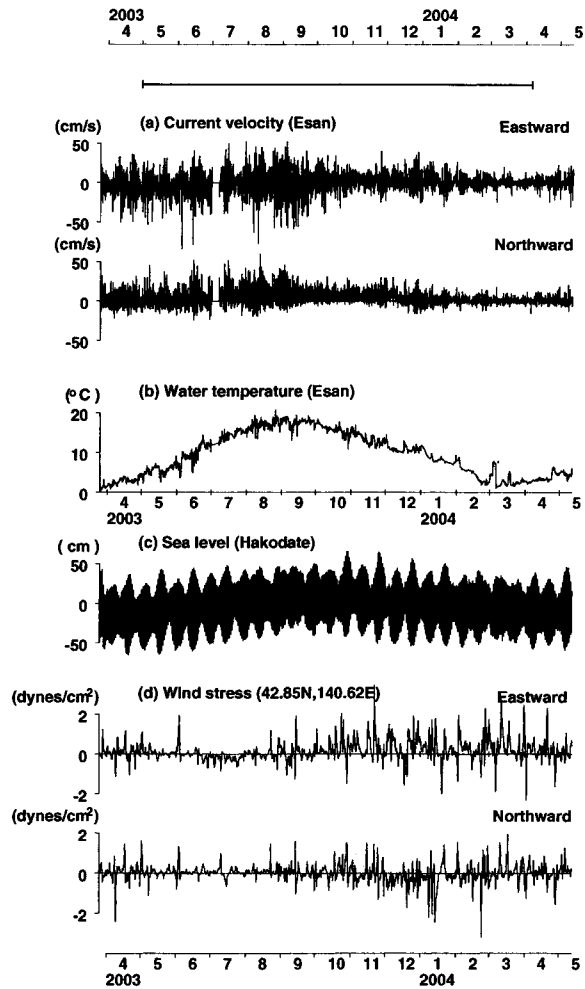 2003 2004
4 5 6 7 8 9 10 11 12 1 2 3 4 5
(cm/s) (a) Current velocity (Esan) Eastward
50
0
-50
(cm/s) Northward
50
0
-50
(°C) (b) Water temperature (Esan)
20
10
0
4 5 6 7 8 9 10 11 12 1 2 3 4 5
2003 2004
(cm) (c) Sea level (Hakodate)
50
0
-50
(dynes/cm²) (d) Wind stress (42.85N,140.62E) Eastward
2
0
-2
(dynes/cm²) Northward
2
0
-2
4 5 6 7 8 9 10 11 12 1 2 3 4 5
2003 2004